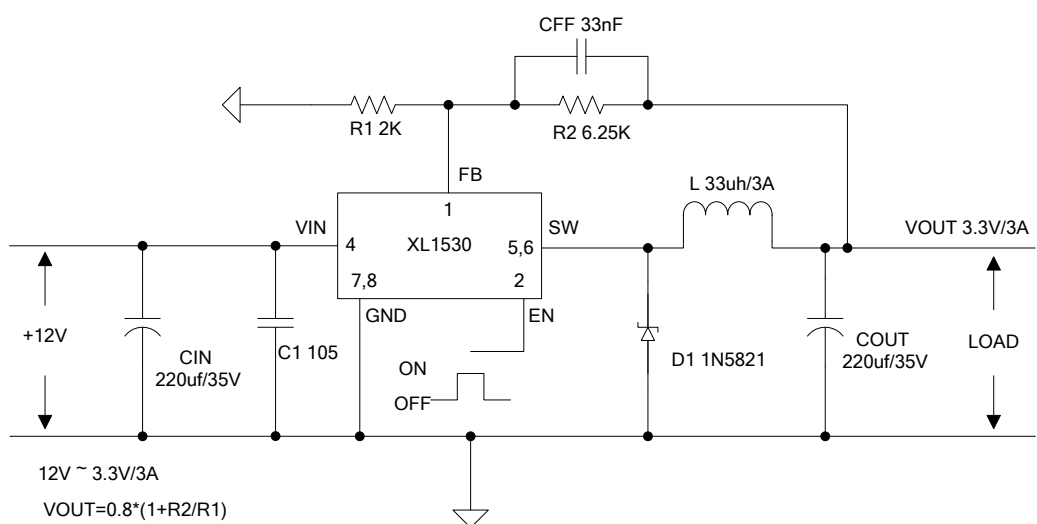 CFF 33nF
R1 2K
R2 6.25K
FB
L 33uh/3A
1
VIN
SW
VOUT 3.3V/3A
4
XL1530
5,6
7,8
2
GND
EN
+12V
CIN
220uf/35V
C1 105
ON
OFF
D1 1N5821
COUT
220uf/35V
LOAD
12V ~ 3.3V/3A
VOUT=0.8*(1+R2/R1)